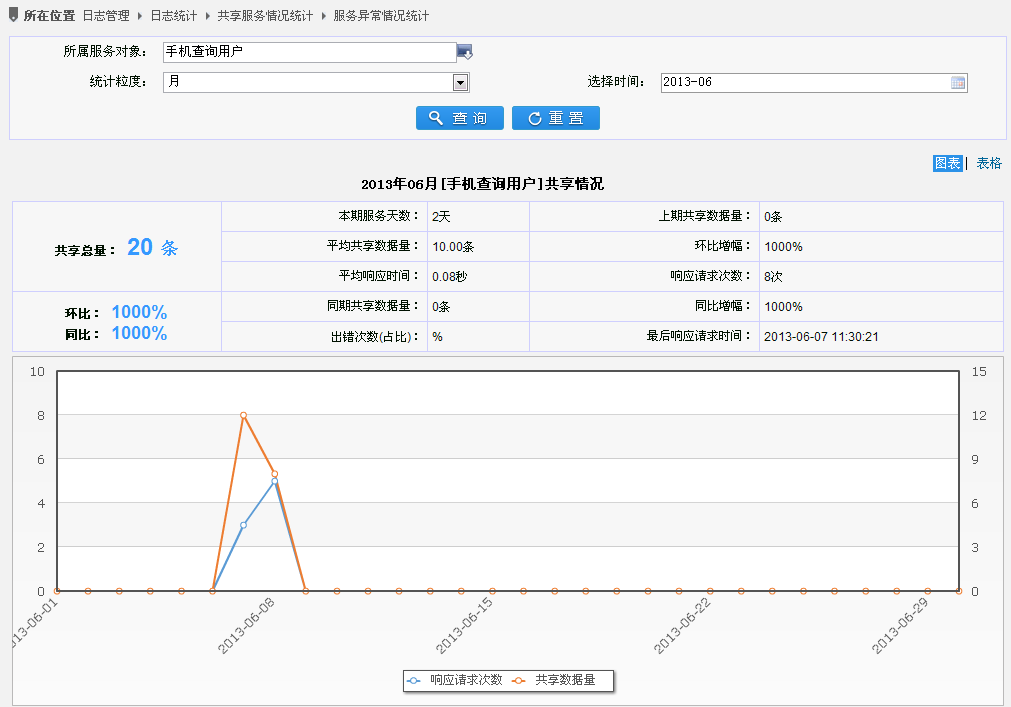 所在位置 日志管理 日志统计 共享服务情况统计 服务异常情况统计
所属服务对象： 手机查询用户
统计粒度： 月 选择时间： 2013-06
查 询 重 置
图表 | 表格
2013年06月[手机查询用户]共享情况
共享总量： 20 条
本期服务天数： 2天 上期共享数据量： 0条
平均共享数据量： 10.00条 环比增幅： 1000%
平均响应时间： 0.08秒 响应请求次数： 8次
环比： 1000%
同比： 1000%
同期共享数据量： 0条 同比增幅： 1000%
出错次数(占比)： % 最后响应请求时间： 2013-06-07 11:30:21
10 15
8 12
6 9
4 6
2 3
0 0
013-06-01 2013-06-08 2013-06-15 2013-06-22 2013-06-29
响应请求次数 共享数据量